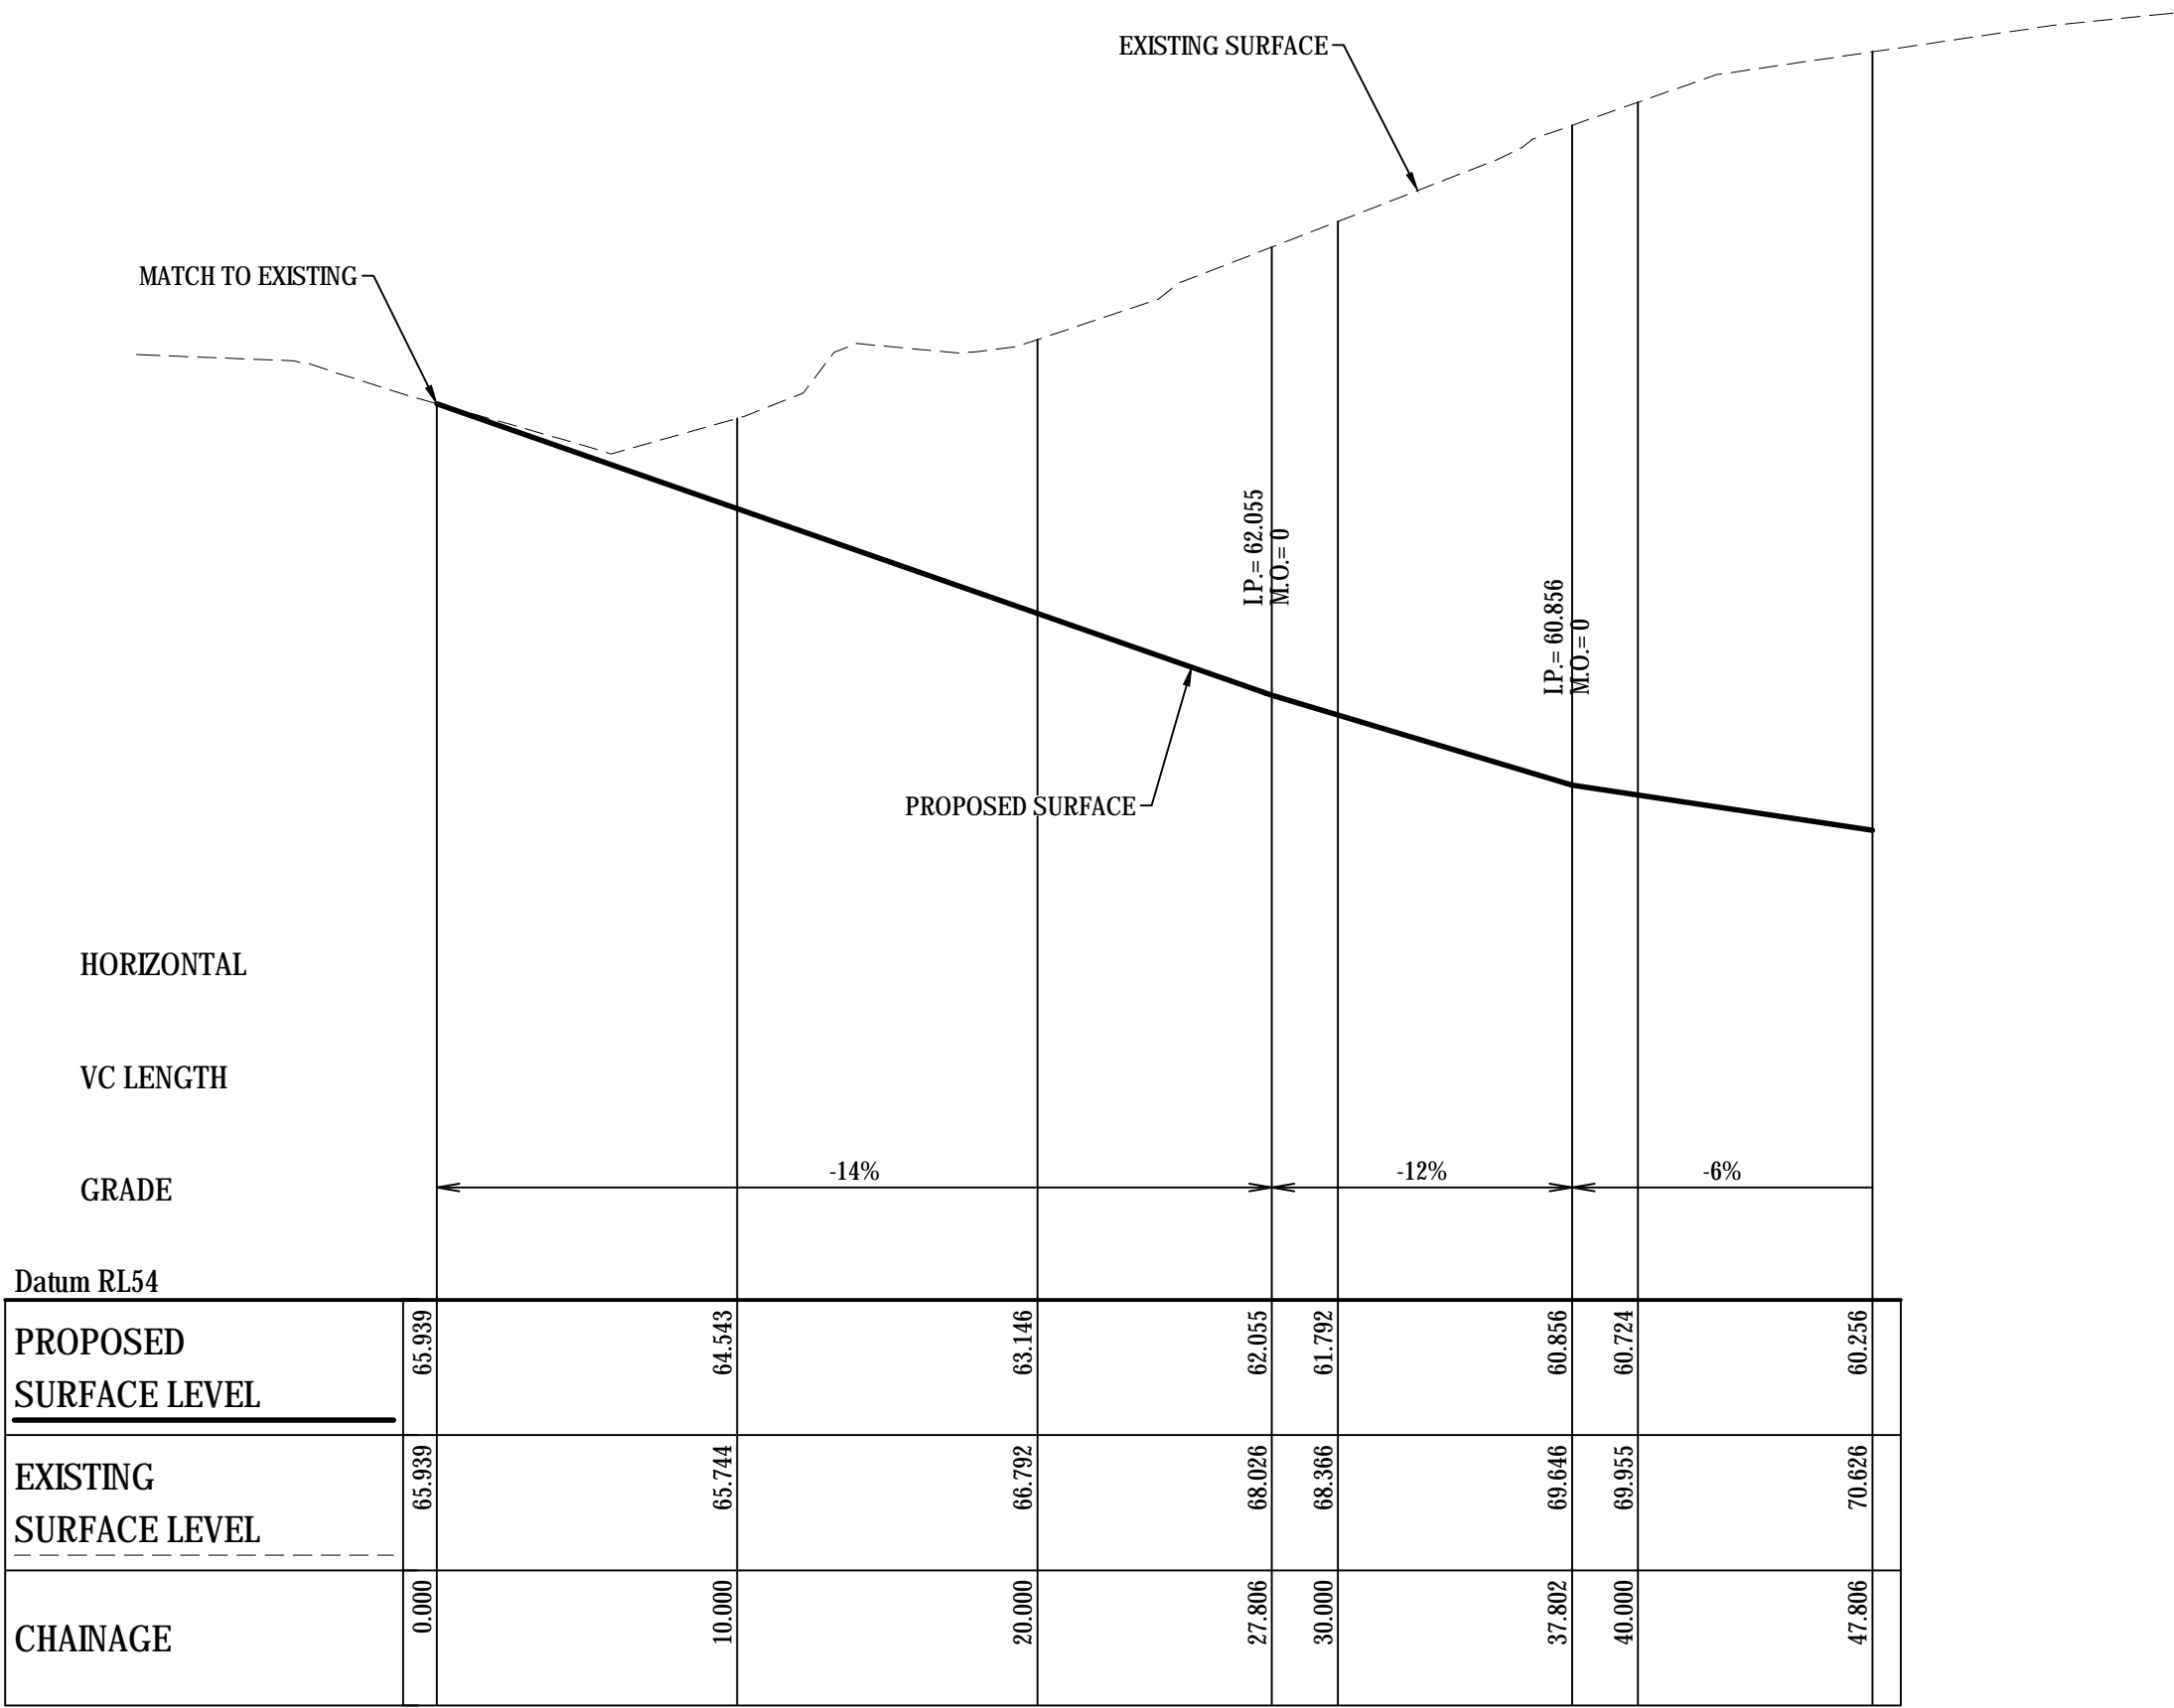 EXISTING SURFACE
MATCH TO EXISTING
I.P.= 62.055
M.O.= 0
I.P.= 60.856
M.O.= 0
PROPOSED SURFACE
HORIZONTAL
VC LENGTH
GRADE
-14%
-12%
-6%
Datum RL54
PROPOSED
SURFACE LEVEL
65.939
64.543
63.146
62.055
61.792
60.856
60.724
60.256
EXISTING
SURFACE LEVEL
65.939
65.744
66.792
68.026
68.366
69.646
69.955
70.626
CHAINAGE
0.000
10.000
20.000
27.806
30.000
37.802
40.000
47.806